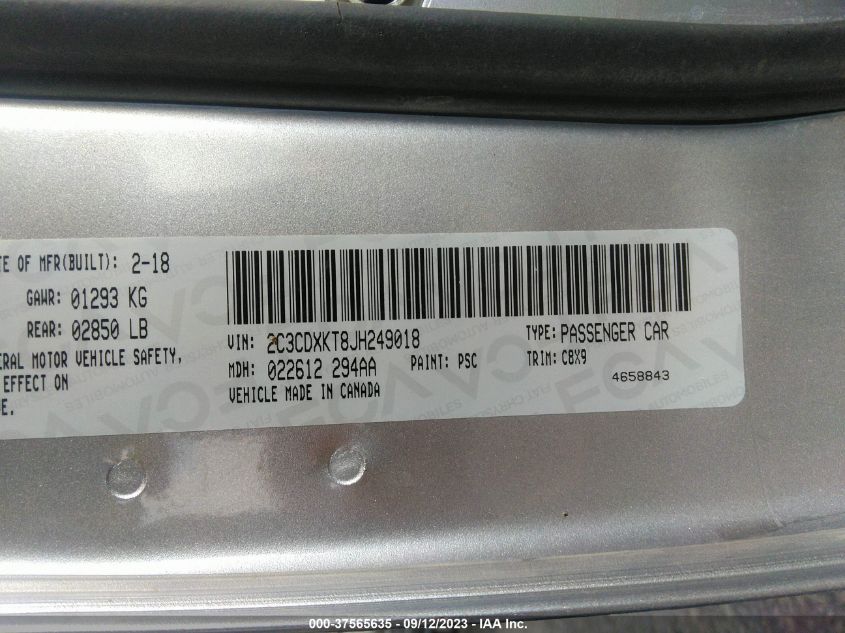 TE OF MFR(BUILT): 2-18
GAWR: 01293 KG
REAR: 02850 LB
ERAL MOTOR VEHICLE SAFETY,
EFFECT ON
E.
VIN: 2C3CDXKT8JH249018
TYPE: PASSENGER CAR
MDH: 022612 294AA
PAINT: PSC
TRIM: CBX9
VEHICLE MADE IN CANADA
4658843
000-37565635 - 09/12/2023 - IAA Inc.